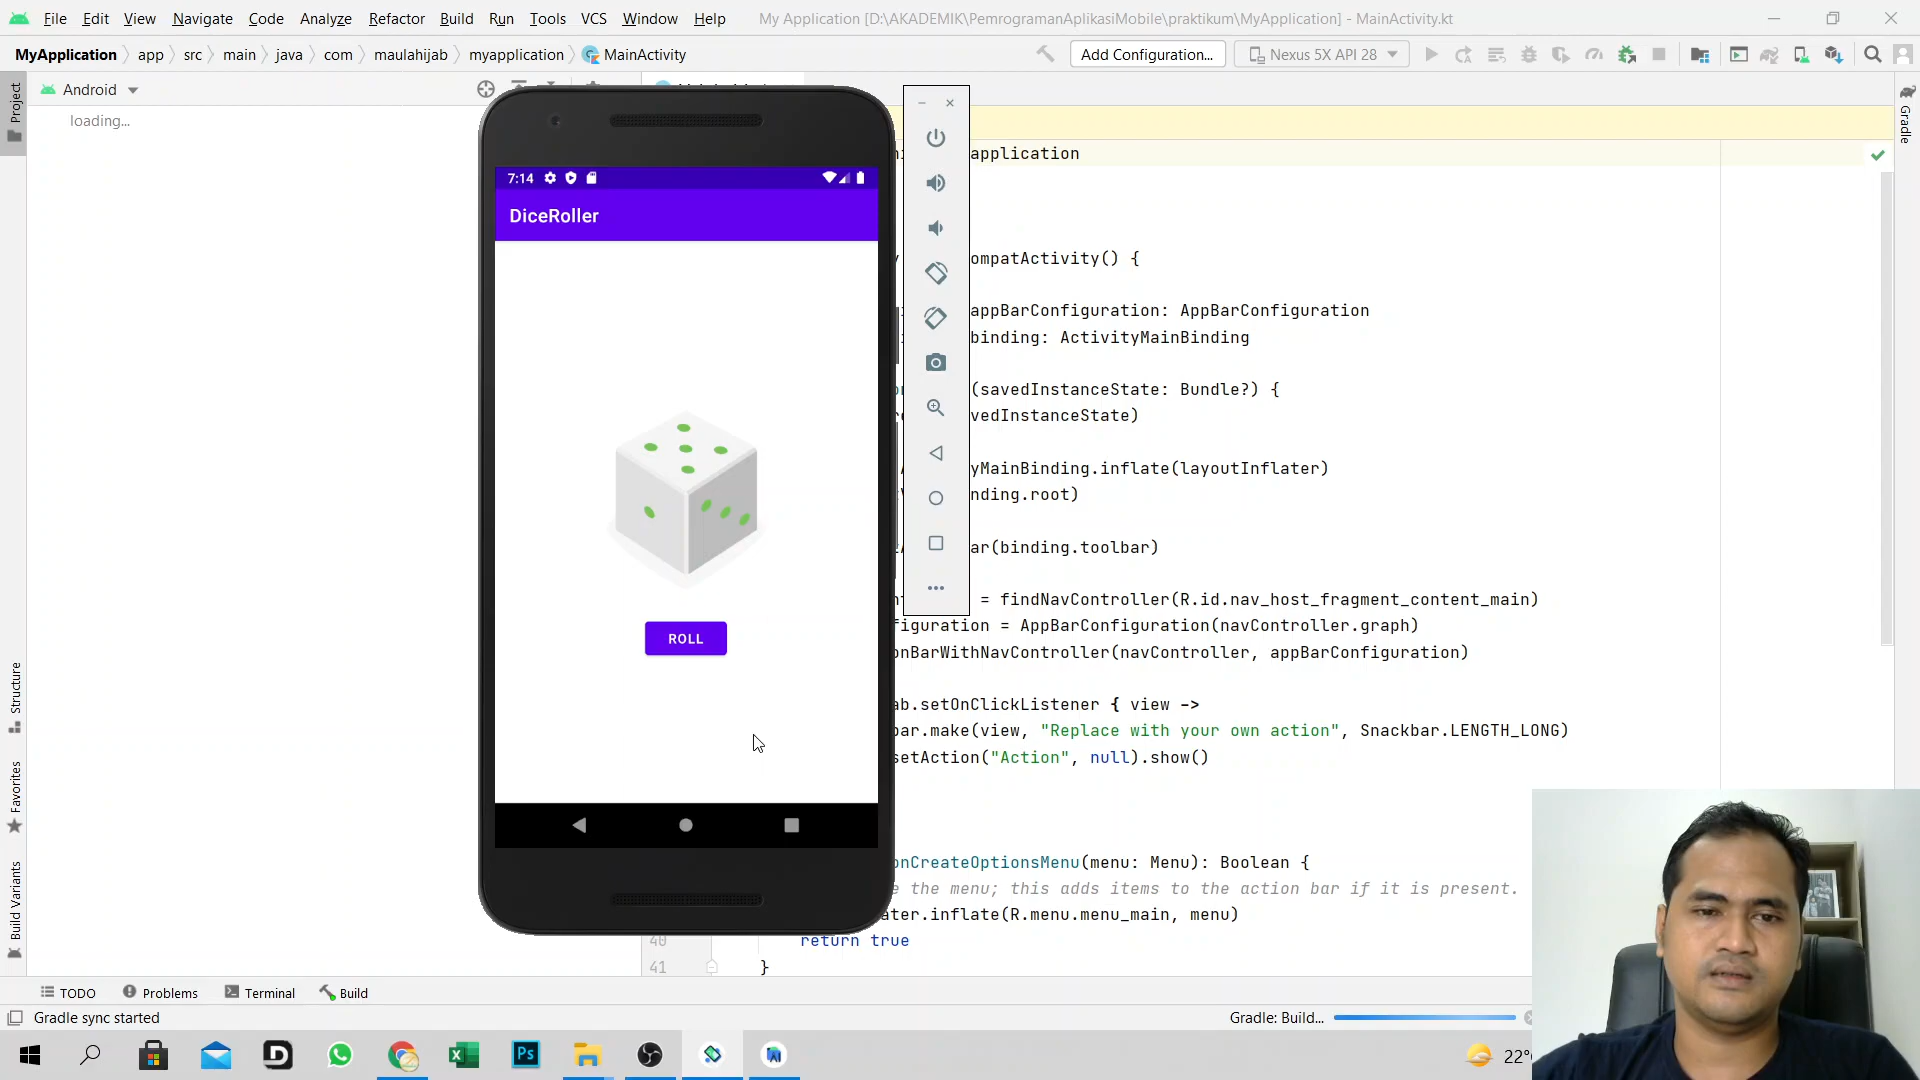 File Edit View Navigate Code Analyze Refactor Build Run Tools VCS Window Help My Application [D:\AKADEMIK\PemrogramanAplikasiMobile\praktikum\MyApplication] - MainActivity.kt
MyApplication app src main java com maulahijab myapplication MainActivity Add Configuration... Nexus 5X API 28
Project
Android
Gradle
loading...
application
7:14
DiceRoller
ompatActivity() {
appBarConfiguration: AppBarConfiguration
binding: ActivityMainBinding
(savedInstanceState: Bundle?) {
vedInstanceState)
yMainBinding.inflate(layoutInflater)
nding.root)
ar(binding.toolbar)
= findNavController(R.id.nav_host_fragment_content_main)
figuration = AppBarConfiguration(navController.graph)
onBarWithNavController(navController, appBarConfiguration)
ROLL
ab.setOnClickListener { view ->
bar.make(view, "Replace with your own action", Snackbar.LENGTH_LONG)
setAction("Action", null).show()
onCreateOptionsMenu(menu: Menu): Boolean {
e the menu; this adds items to the action bar if it is present.
ater.inflate(R.menu.menu_main, menu)
40 return true
41 }
Structure
Favorites
Build Variants
TODO Problems Terminal Build
Gradle sync started Gradle: Build...
22°